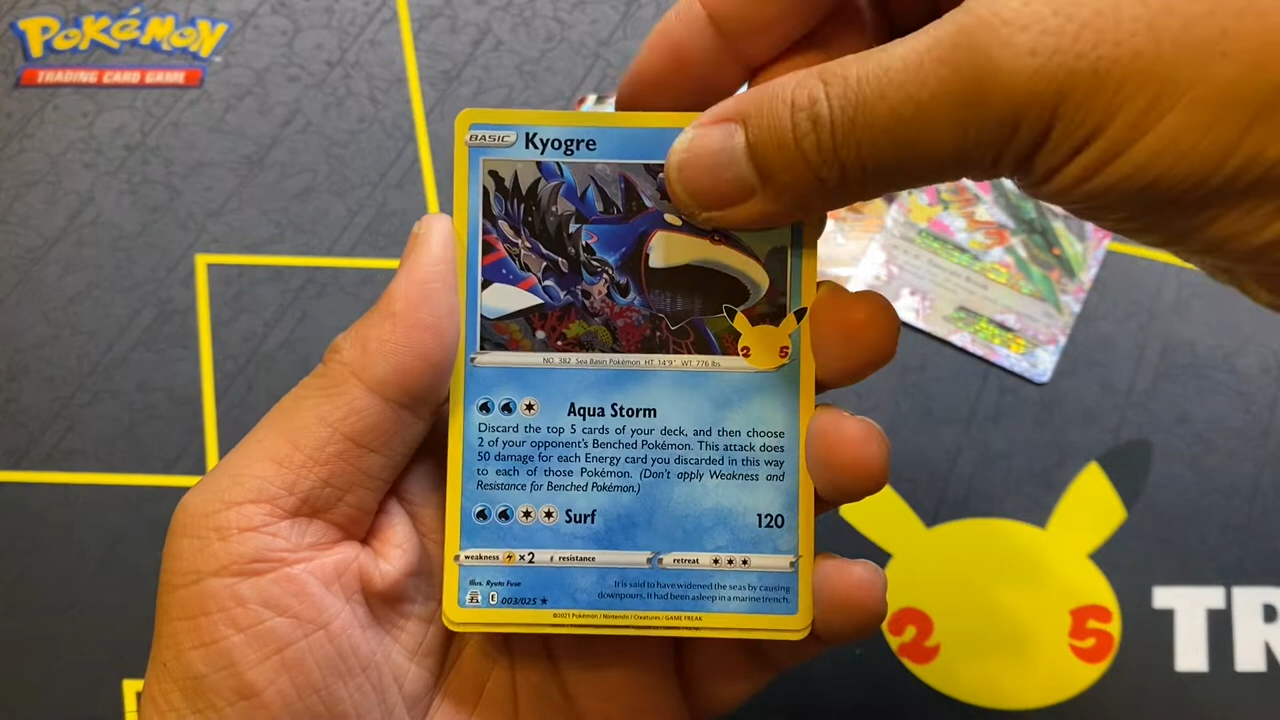 Pokémon
TRADING CARD GAME
BASIC Kyogre
2 5
NO. 382 Sea Basin Pokémon HT: 14'9" WT: 776 lbs
Aqua Storm
Discard the top 5 cards of your deck, and then choose
2 of your opponent's Benched Pokémon. This attack does
50 damage for each Energy card you discarded in this way
to each of those Pokémon. (Don't apply Weakness and
Resistance for Benched Pokémon.)
Surf 120
weakness ×2 resistance retreat
Illus. Ryuta Fuse
It is said to have widened the seas by causing
downpours. It had been asleep in a marine trench.
E 003/025
©2021 Pokémon / Nintendo / Creatures / GAME FREAK
2 5
TR